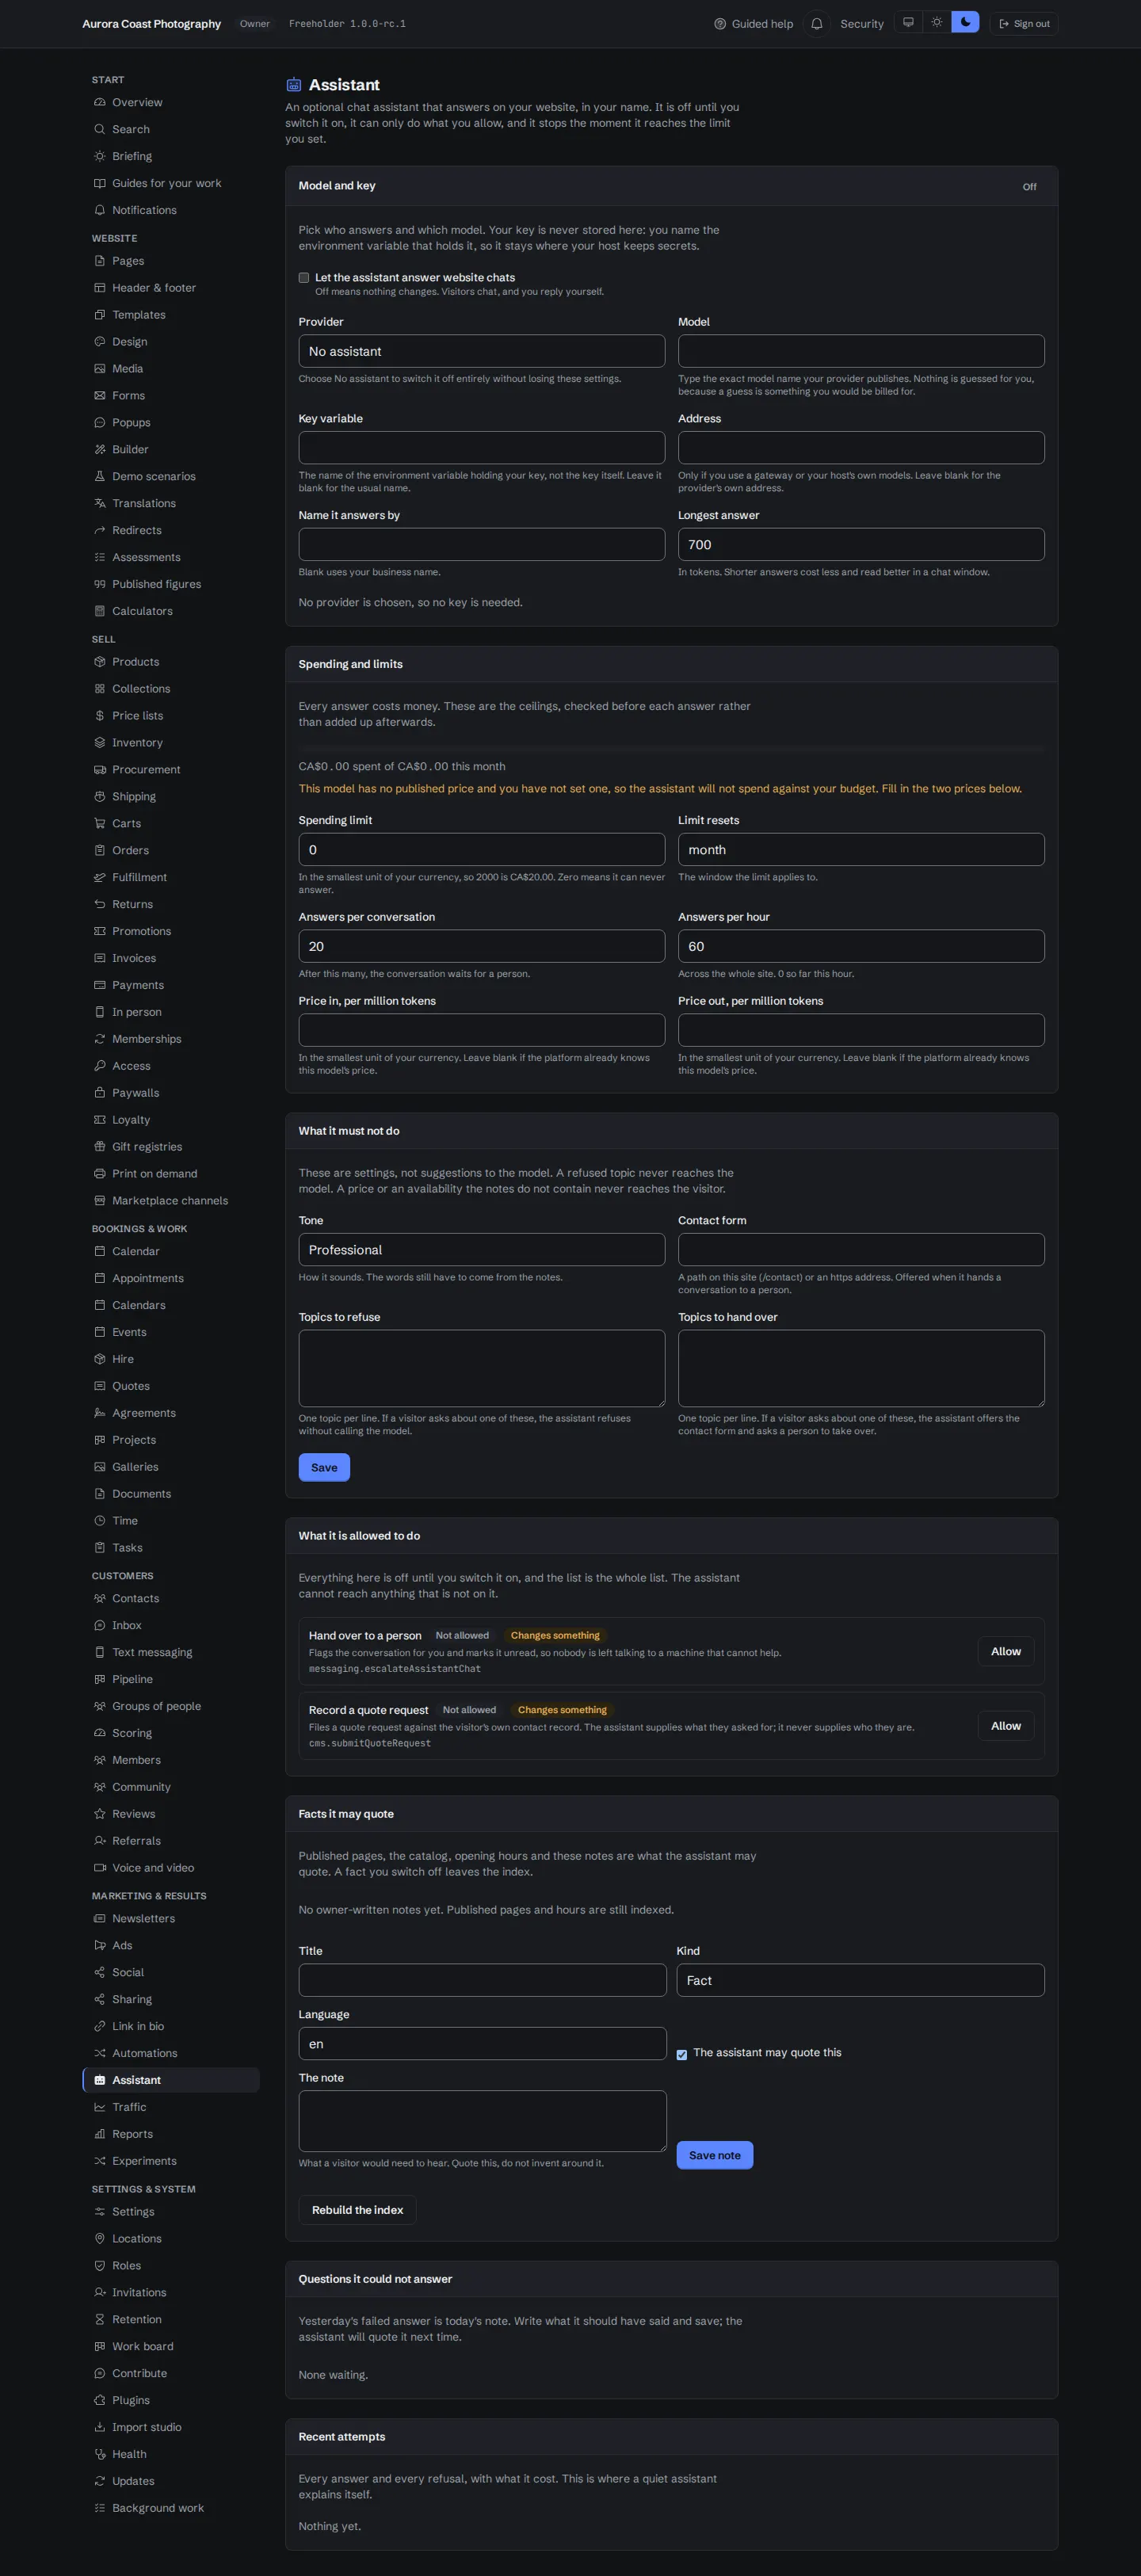 Aurora Coast Photography
Owner
Freeholder 1.0.0-rc.1
Guided help
Security
Sign out
START
Overview
Search
Briefing
Guides for your work
Notifications
WEBSITE
Pages
Header & footer
Templates
Design
Media
Forms
Popups
Builder
Demo scenarios
Translations
Redirects
Assessments
Published figures
Calculators
SELL
Products
Collections
Price lists
Inventory
Procurement
Shipping
Carts
Orders
Fulfillment
Returns
Promotions
Invoices
Payments
In person
Memberships
Access
Paywalls
Loyalty
Gift registries
Print on demand
Marketplace channels
BOOKINGS & WORK
Calendar
Appointments
Calendars
Events
Hire
Quotes
Agreements
Projects
Galleries
Documents
Time
Tasks
CUSTOMERS
Contacts
Inbox
Text messaging
Pipeline
Groups of people
Scoring
Members
Community
Reviews
Referrals
Voice and video
MARKETING & RESULTS
Newsletters
Ads
Social
Sharing
Link in bio
Automations
Assistant
Traffic
Reports
Experiments
SETTINGS & SYSTEM
Settings
Locations
Roles
Invitations
Retention
Work board
Contribute
Plugins
Import studio
Health
Updates
Background work
Assistant
An optional chat assistant that answers on your website, in your name. It is off until you
switch it on, it can only do what you allow, and it stops the moment it reaches the limit
you set.
Model and key
Off
Pick who answers and which model. Your key is never stored here: you name the
environment variable that holds it, so it stays where your host keeps secrets.
Let the assistant answer website chats
Off means nothing changes. Visitors chat, and you reply yourself.
Provider
No assistant
Choose No assistant to switch it off entirely without losing these settings.
Model
Type the exact model name your provider publishes. Nothing is guessed for you,
because a guess is something you would be billed for.
Key variable
The name of the environment variable holding your key, not the key itself. Leave it
blank for the usual name.
Address
Only if you use a gateway or your host's own models. Leave blank for the
provider's own address.
Name it answers by
Blank uses your business name.
Longest answer
700
In tokens. Shorter answers cost less and read better in a chat window.
No provider is chosen, so no key is needed.
Spending and limits
Every answer costs money. These are the ceilings, checked before each answer rather
than added up afterwards.
CA$0.00 spent of CA$0.00 this month
This model has no published price and you have not set one, so the assistant will not spend against your budget. Fill in the two prices below.
Spending limit
0
In the smallest unit of your currency, so 2000 is CA$20.00. Zero means it can never
answer.
Limit resets
month
The window the limit applies to.
Answers per conversation
20
After this many, the conversation waits for a person.
Answers per hour
60
Across the whole site. 0 so far this hour.
Price in, per million tokens
In the smallest unit of your currency. Leave blank if the platform already knows
this model's price.
Price out, per million tokens
In the smallest unit of your currency. Leave blank if the platform already knows
this model's price.
What it must not do
These are settings, not suggestions to the model. A refused topic never reaches the
model. A price or an availability the notes do not contain never reaches the visitor.
Tone
Professional
How it sounds. The words still have to come from the notes.
Contact form
A path on this site (/contact) or an https address. Offered when it hands a
conversation to a person.
Topics to refuse
One topic per line. If a visitor asks about one of these, the assistant refuses
without calling the model.
Topics to hand over
One topic per line. If a visitor asks about one of these, the assistant offers the
contact form and asks a person to take over.
Save
What it is allowed to do
Everything here is off until you switch it on, and the list is the whole list. The assistant
cannot reach anything that is not on it.
Hand over to a person Not allowed Changes something
Flags the conversation for you and marks it unread, so nobody is left talking to a machine that cannot help.
messaging.escalateAssistantChat
Allow
Record a quote request Not allowed Changes something
Files a quote request against the visitor's own contact record. The assistant supplies what they asked for; it never supplies who they are.
cms.submitQuoteRequest
Allow
Facts it may quote
Published pages, the catalog, opening hours and these notes are what the assistant may
quote. A fact you switch off leaves the index.
No owner-written notes yet. Published pages and hours are still indexed.
Title
Kind
Fact
Language
en
The assistant may quote this
The note
What a visitor would need to hear. Quote this, do not invent around it.
Save note
Rebuild the index
Questions it could not answer
Yesterday's failed answer is today's note. Write what it should have said and save; the
assistant will quote it next time.
None waiting.
Recent attempts
Every answer and every refusal, with what it cost. This is where a quiet assistant
explains itself.
Nothing yet.